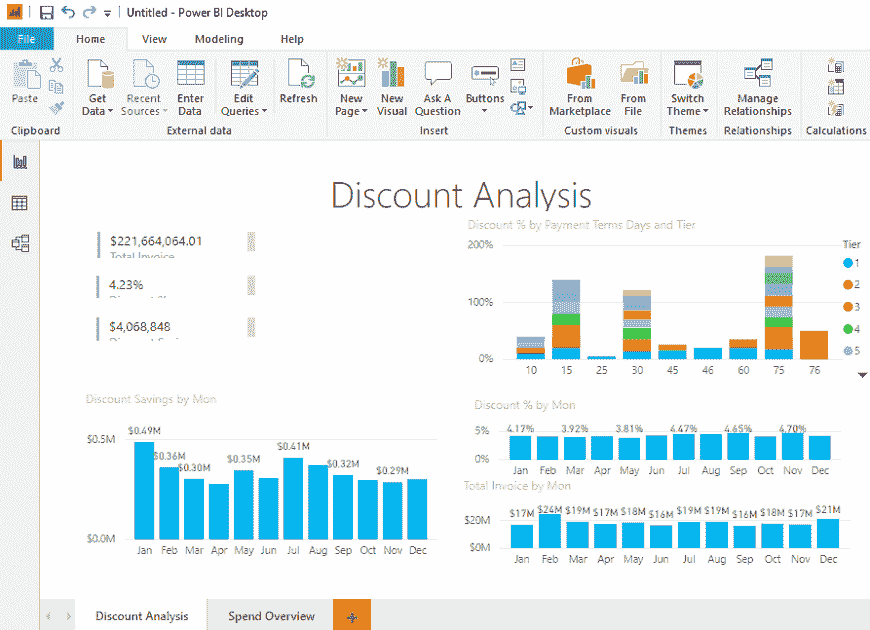 Untitled - Power BI Desktop
File Home View Modeling Help
Paste
Get Data
Recent Sources
Enter Data
Edit Queries
Refresh
New Page
New Visual
Ask A Question
Buttons
From Marketplace
From File
Switch Theme
Manage Relationships
Clipboard External data Insert Custom visuals Themes Relationships Calculations
Discount Analysis
$221,664,064.01
Total Invoice
4.23%
Discount %
$4,068,848
Discount Savings
Discount % by Payment Terms Days and Tier
200%
100%
0%
10 15 25 30 45 46 60 75 76
Tier
1
2
3
4
5
Discount Savings by Mon
$0.5M
$0.0M
$0.49M $0.36M $0.30M $0.35M $0.41M $0.32M $0.29M
Jan Feb Mar Apr May Jun Jul Aug Sep Oct Nov Dec
Discount % by Mon
5%
0%
4.17% 3.92% 3.81% 4.47% 4.65% 4.70%
Jan Feb Mar Apr May Jun Jul Aug Sep Oct Nov Dec
Total Invoice by Mon
$20M
$0M
$17M $24M $19M $17M $18M $16M $19M $19M $16M $18M $17M $21M
Jan Feb Mar Apr May Jun Jul Aug Sep Oct Nov Dec
Discount Analysis Spend Overview